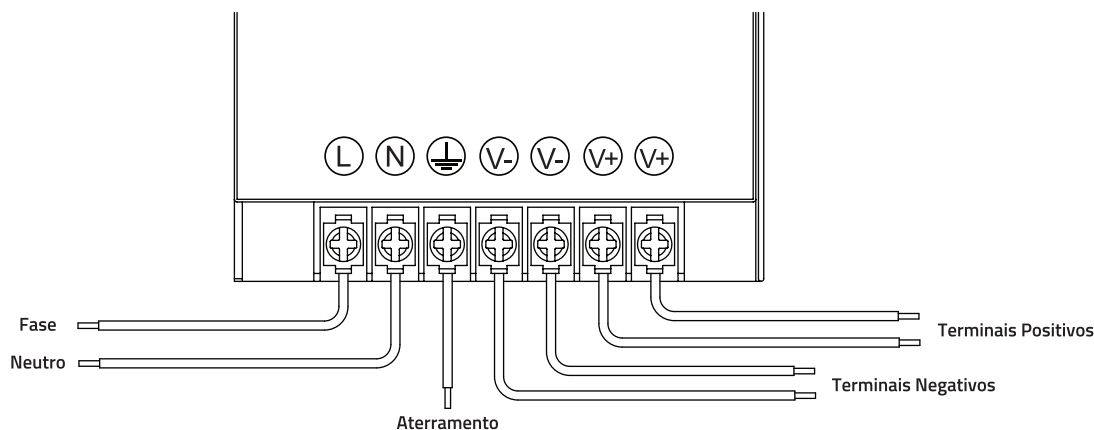 L N V- V- V+ V+
Fase
Terminais Positivos
Neutro
Terminais Negativos
Aterramento